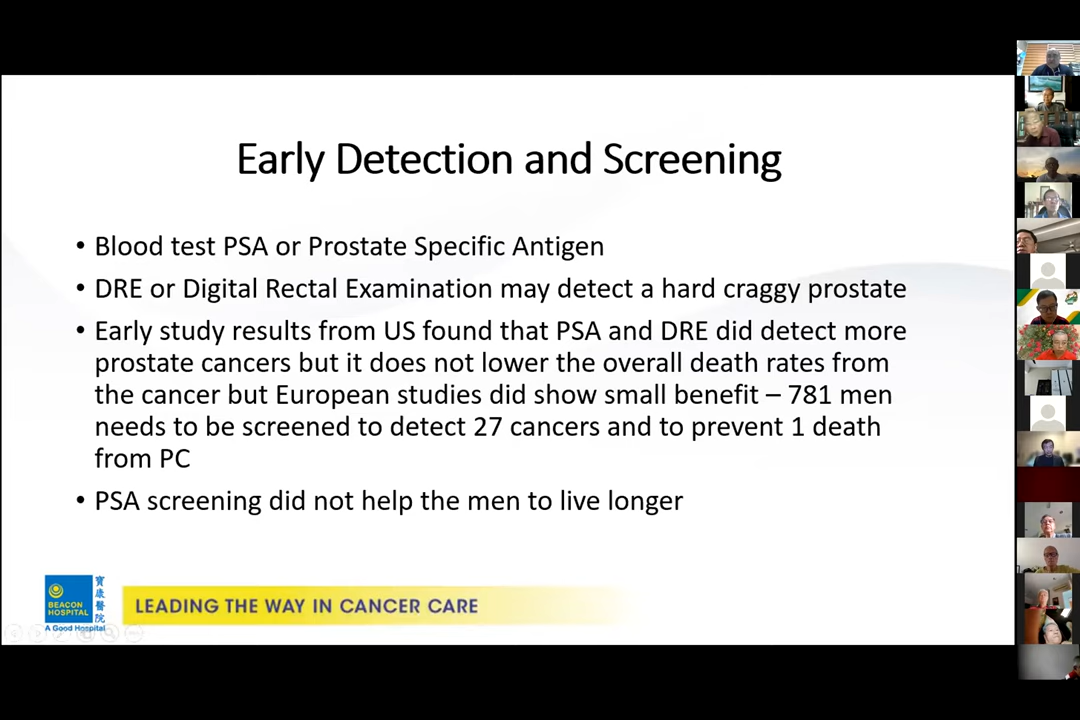 Early Detection and Screening
• Blood test PSA or Prostate Specific Antigen
• DRE or Digital Rectal Examination may detect a hard craggy prostate
• Early study results from US found that PSA and DRE did detect more
prostate cancers but it does not lower the overall death rates from
the cancer but European studies did show small benefit – 781 men
needs to be screened to detect 27 cancers and to prevent 1 death
from PC
• PSA screening did not help the men to live longer
BEACON
HOSPITAL
寶康醫院
A Good Hospital
LEADING THE WAY IN CANCER CARE